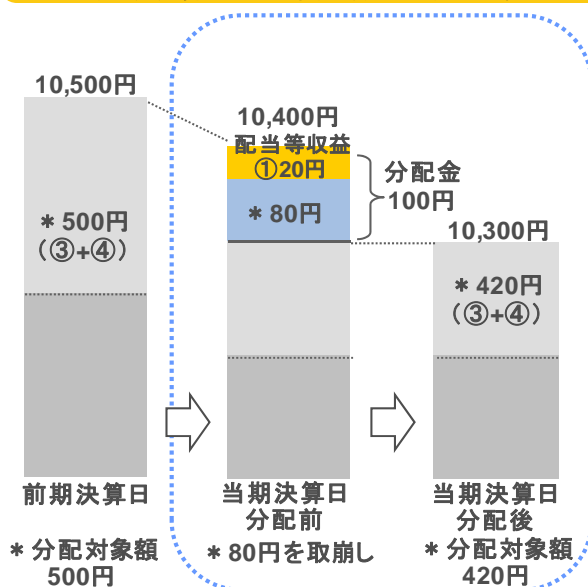 10,500円
＊500円
（③+④）
前期決算日
＊分配対象額
500円
10,400円
配当等収益
①20円
＊80円
分配金
100円
当期決算日
分配前
＊80円を取崩し
10,300円
＊420円
（③+④）
当期決算日
分配後
＊分配対象額
420円